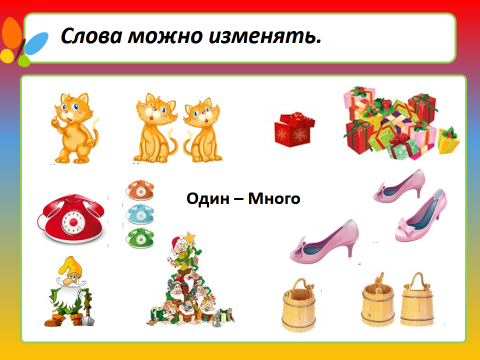 Слова можно изменять.
Один – Много